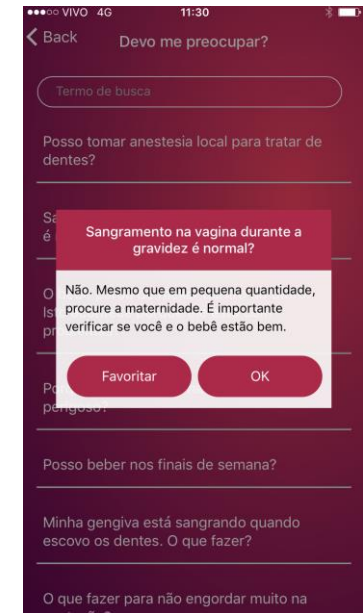 VIVO 4G 11:30
Back Devo me preocupar?
Termo de busca
Posso tomar anestesia local para tratar de
dentes?
Sangramento na vagina durante a
gravidez é normal?
é
O
Não. Mesmo que em pequena quantidade,
procure a maternidade. É importante
verificar se você e o bebê estão bem.
Favoritar OK
perigoso?
Posso beber nos finais de semana?
Minha gengiva está sangrando quando
escovo os dentes. O que fazer?
O que fazer para não engordar muito na